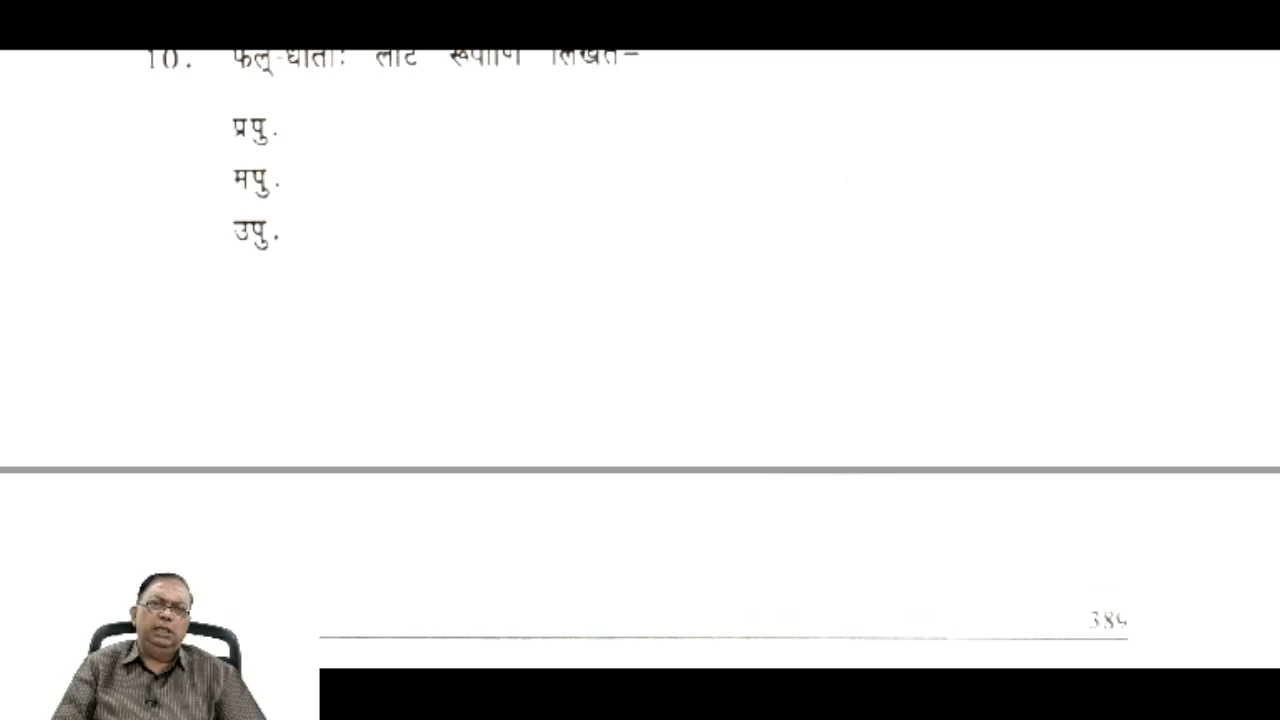 10. फल्-धातोः लोट् रूपाणि लिखत–
प्रपु.
मपु.
उपु.
389